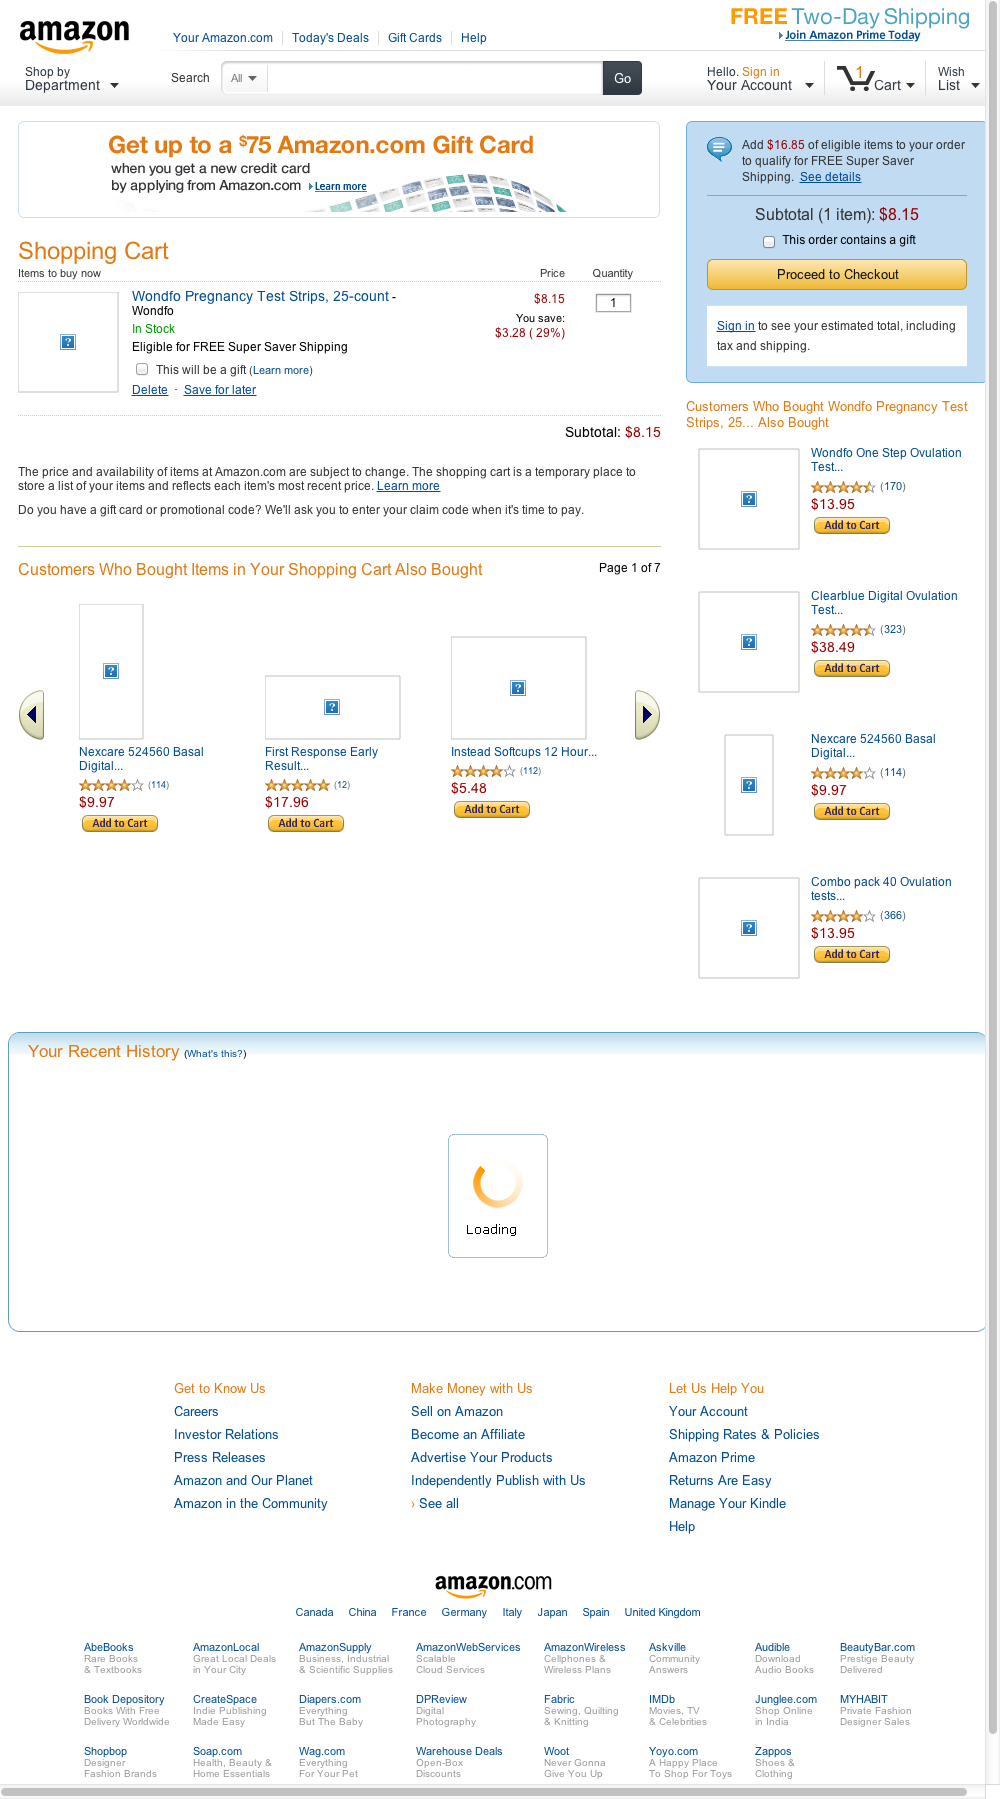 amazon
Your Amazon.com
Today's Deals
Gift Cards
Help
FREE Two-Day Shipping
Join Amazon Prime Today
Shop by
Department
Search
All
Go
Hello. Sign in
Your Account
1
Cart
Wish
List
Get up to a $75 Amazon.com Gift Card
when you get a new credit card
by applying from Amazon.com Learn more
Shopping Cart
Items to buy now
Price
Quantity
Wondfo Pregnancy Test Strips, 25-count -
Wondfo
In Stock
Eligible for FREE Super Saver Shipping
This will be a gift (Learn more)
Delete - Save for later
$8.15
You save:
$3.28 ( 29%)
1
Subtotal: $8.15
The price and availability of items at Amazon.com are subject to change. The shopping cart is a temporary place to
store a list of your items and reflects each item's most recent price. Learn more
Do you have a gift card or promotional code? We'll ask you to enter your claim code when it's time to pay.
Add $16.85 of eligible items to your order
to qualify for FREE Super Saver
Shipping. See details
Subtotal (1 item): $8.15
This order contains a gift
Proceed to Checkout
Sign in to see your estimated total, including
tax and shipping.
Customers Who Bought Wondfo Pregnancy Test
Strips, 25... Also Bought
Wondfo One Step Ovulation
Test...
(170)
$13.95
Add to Cart
Clearblue Digital Ovulation
Test...
(323)
$38.49
Add to Cart
Nexcare 524560 Basal
Digital...
(114)
$9.97
Add to Cart
Combo pack 40 Ovulation
tests...
(366)
$13.95
Add to Cart
Customers Who Bought Items in Your Shopping Cart Also Bought
Page 1 of 7
Nexcare 524560 Basal
Digital...
(114)
$9.97
Add to Cart
First Response Early
Result...
(12)
$17.96
Add to Cart
Instead Softcups 12 Hour...
(112)
$5.48
Add to Cart
Your Recent History (What's this?)
Loading
Get to Know Us
Careers
Investor Relations
Press Releases
Amazon and Our Planet
Amazon in the Community
Make Money with Us
Sell on Amazon
Become an Affiliate
Advertise Your Products
Independently Publish with Us
› See all
Let Us Help You
Your Account
Shipping Rates & Policies
Amazon Prime
Returns Are Easy
Manage Your Kindle
Help
amazon.com
Canada China France Germany Italy Japan Spain United Kingdom
AbeBooks
Rare Books
& Textbooks
AmazonLocal
Great Local Deals
in Your City
AmazonSupply
Business, Industrial
& Scientific Supplies
AmazonWebServices
Scalable
Cloud Services
AmazonWireless
Cellphones &
Wireless Plans
Askville
Community
Answers
Audible
Download
Audio Books
BeautyBar.com
Prestige Beauty
Delivered
Book Depository
Books With Free
Delivery Worldwide
CreateSpace
Indie Publishing
Made Easy
Diapers.com
Everything
But The Baby
DPReview
Digital
Photography
Fabric
Sewing, Quilting
& Knitting
IMDb
Movies, TV
& Celebrities
Junglee.com
Shop Online
in India
MYHABIT
Private Fashion
Designer Sales
Shopbop
Designer
Fashion Brands
Soap.com
Health, Beauty &
Home Essentials
Wag.com
Everything
For Your Pet
Warehouse Deals
Open-Box
Discounts
Woot
Never Gonna
Give You Up
Yoyo.com
A Happy Place
To Shop For Toys
Zappos
Shoes &
Clothing